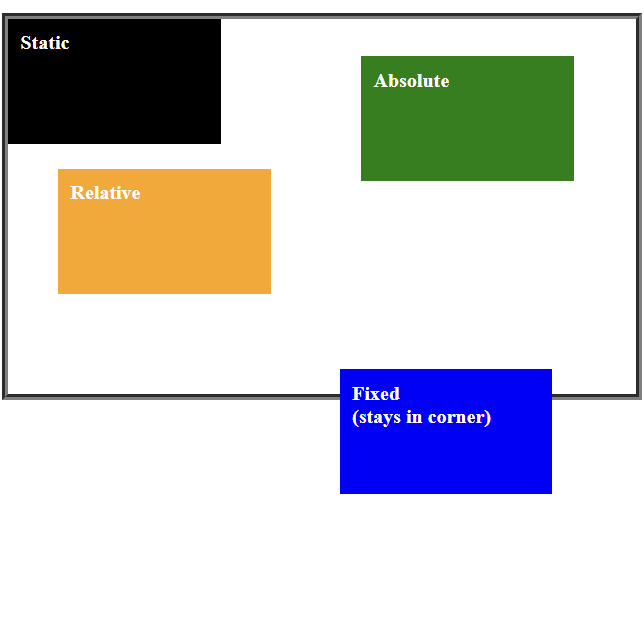 Static
Absolute
Relative
Fixed
(stays in corner)